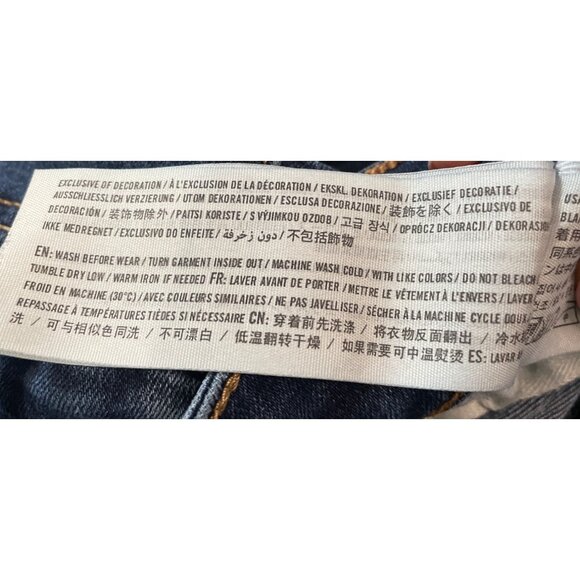 EXCLUSIVE OF DECORATION / À L'EXCLUSION DE LA DÉCORATION / EKSKL. DEKORATION / EXCLUSIEF DECORATIE /
AUSSCHLIESSLICH VERZIERUNG / UTOM DEKORATIONEN / ESCLUSA DECORAZIONE / 装飾を除く / EXCLUSIVO DE
DECORACIÓN / 装饰物除外 / PAITSI KORISTE / S VÝJIMKOU OZDOB / 고급 장식 / OPRÓCZ DEKORACJI / DEKORASI
IKKE MEDREGNET / EXCLUSIVO DO ENFEITE / دون زخرفة / 不包括飾物
EN: WASH BEFORE WEAR / TURN GARMENT INSIDE OUT / MACHINE WASH COLD / WITH LIKE COLORS / DO NOT BLEACH
TUMBLE DRY LOW / WARM IRON IF NEEDED FR: LAVER AVANT DE PORTER / METTRE LE VÊTEMENT À L'ENVERS / LAVER
FROID EN MACHINE (30°C) / AVEC COULEURS SIMILAIRES / NE PAS JAVELLISER / SÉCHER À LA MACHINE CYCLE DOUX
REPASSAGE À TEMPÉRATURES TIÈDES SI NÉCESSAIRE CN: 穿着前先洗涤 / 将衣物反面翻出 / 冷水
洗 / 可与相似色同洗 / 不可漂白 / 低温翻转干燥 / 如果需要可中温熨烫 ES: LAVAR